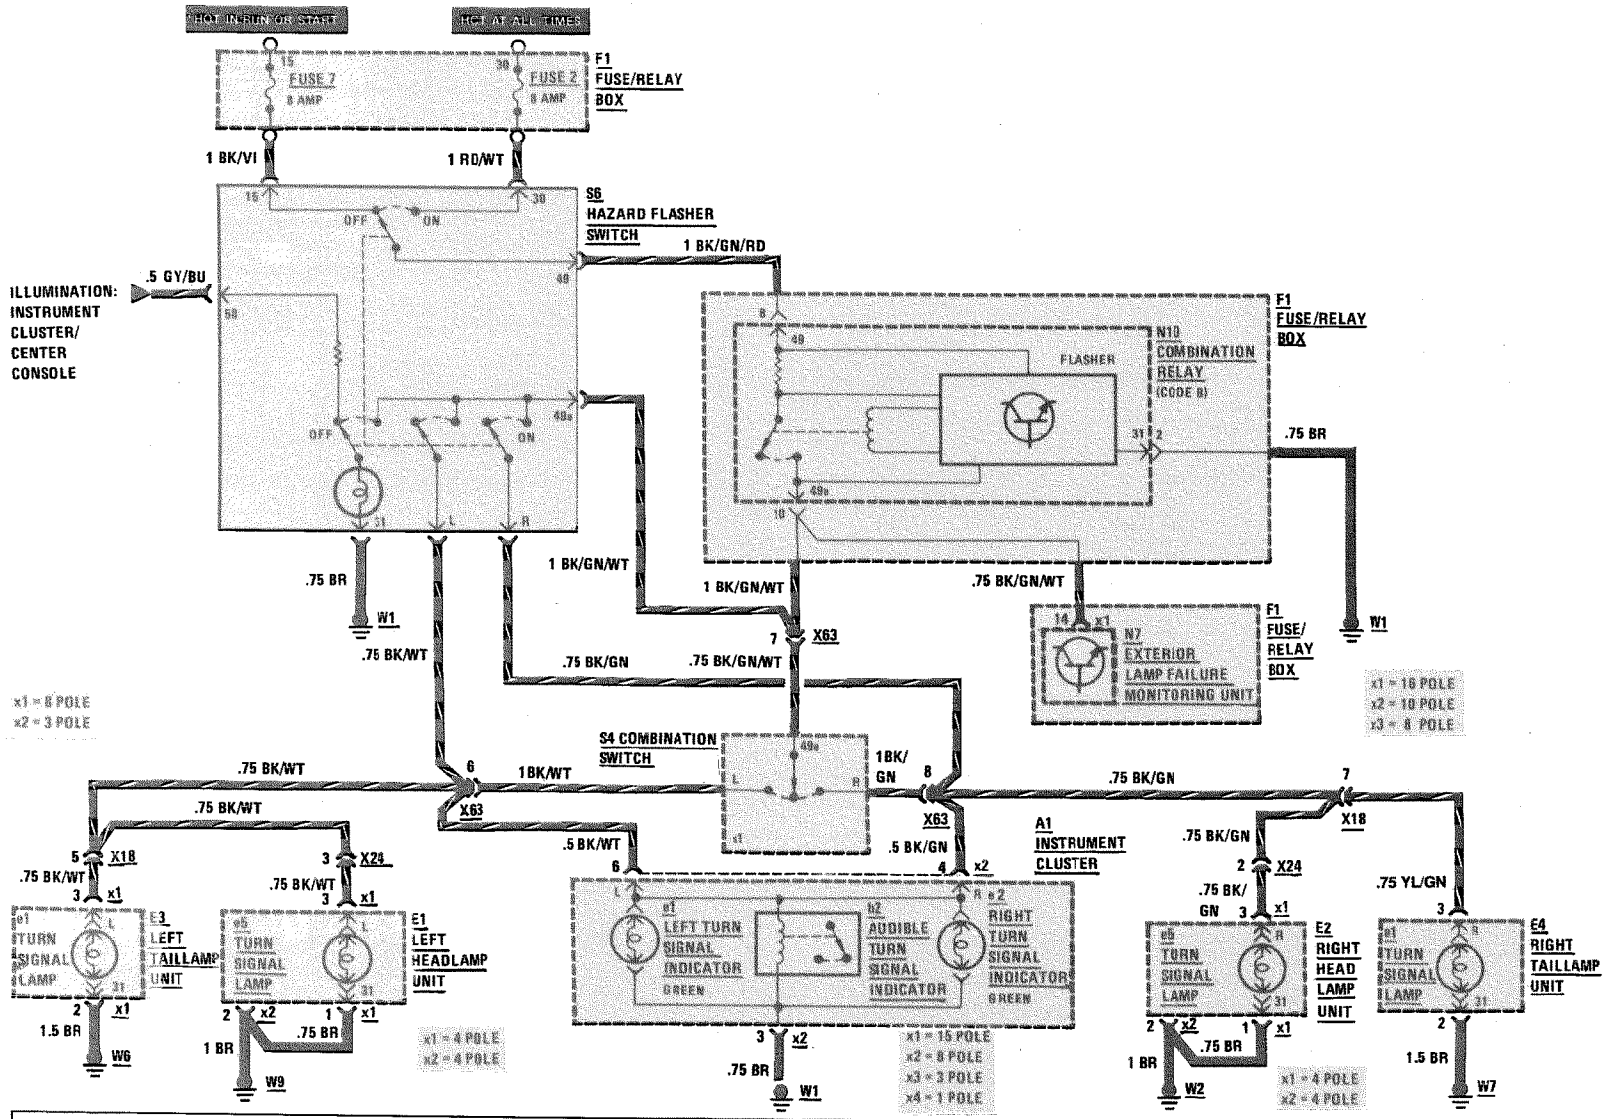 HOT IN RUN OR START
HOT AT ALL TIMES
15
FUSE 7
8 AMP
30
FUSE 2
8 AMP
F1
FUSE/RELAY
BOX
1 BK/VI
1 RD/WT
15
30
OFF
ON
S6
HAZARD FLASHER
SWITCH
1 BK/GN/RD
49
.5 GY/BU
ILLUMINATION:
INSTRUMENT
CLUSTER/
CENTER
CONSOLE
58
8
49
F1
FUSE/RELAY
BOX
N10
COMBINATION
RELAY
(CODE B)
FLASHER
49a
OFF
ON
31
2
.75 BR
49a
10
31
L
R
1 BK/GN/WT
1 BK/GN/WT
.75 BK/GN/WT
.75 BR
W1
14
x1
N7
EXTERIOR
LAMP FAILURE
MONITORING UNIT
F1
FUSE/
RELAY
BOX
W1
7
X63
.75 BK/WT
.75 BK/GN
.75 BK/GN/WT
x1 = 8 POLE
x2 = 3 POLE
x1 = 16 POLE
x2 = 10 POLE
x3 = 8 POLE
S4 COMBINATION
SWITCH
49a
L
R
x1
.75 BK/WT
6
1BK/WT
X63
1BK/
GN
8
X63
.75 BK/GN
7
X18
.75 BK/WT
5
X18
3
X24
.5 BK/WT
.5 BK/GN
A1
INSTRUMENT
CLUSTER
.75 BK/GN
2
X24
.75 BK/WT
3
x1
.75 BK/WT
3
x1
6
4
x2
.75 BK/
GN
3
x1
.75 YL/GN
3
e1
TURN
SIGNAL
LAMP
L
31
E3
LEFT
TAILLAMP
UNIT
e5
TURN
SIGNAL
LAMP
L
31
E1
LEFT
HEADLAMP
UNIT
L
e1
LEFT TURN
SIGNAL
INDICATOR
GREEN
h2
AUDIBLE
TURN
SIGNAL
INDICATOR
R
e2
RIGHT
TURN
SIGNAL
INDICATOR
GREEN
e5
TURN
SIGNAL
LAMP
R
31
E2
RIGHT
HEAD
LAMP
UNIT
e1
TURN
SIGNAL
LAMP
R
31
E4
RIGHT
TAILLAMP
UNIT
2
x1
1.5 BR
W6
2
x2
1
x1
.75 BR
1 BR
W9
x1 = 4 POLE
x2 = 4 POLE
3
x2
.75 BR
W1
x1 = 15 POLE
x2 = 8 POLE
x3 = 3 POLE
x4 = 1 POLE
2
x2
1
x1
.75 BR
1 BR
W2
x1 = 4 POLE
x2 = 4 POLE
2
1.5 BR
W7